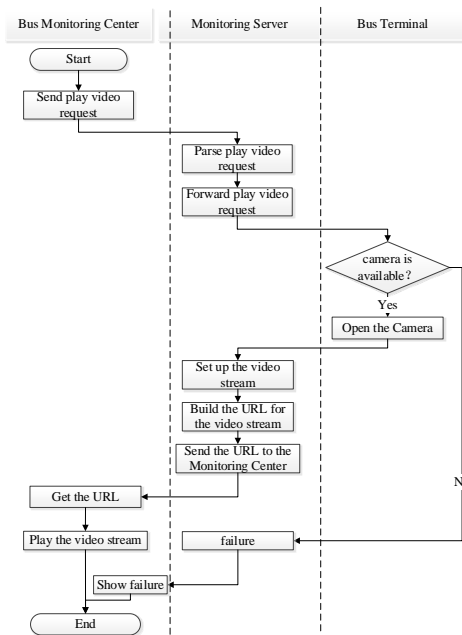 Bus Monitoring Center
Monitoring Server
Bus Terminal
Start
Send play video
request
Parse play video
request
Forward play video
request
camera is
available?
Yes
Open the Camera
Set up the video
stream
Build the URL for
the video stream
Send the URL to the
Monitoring Center
Get the URL
N
Play the video stream
failure
Show failure
End